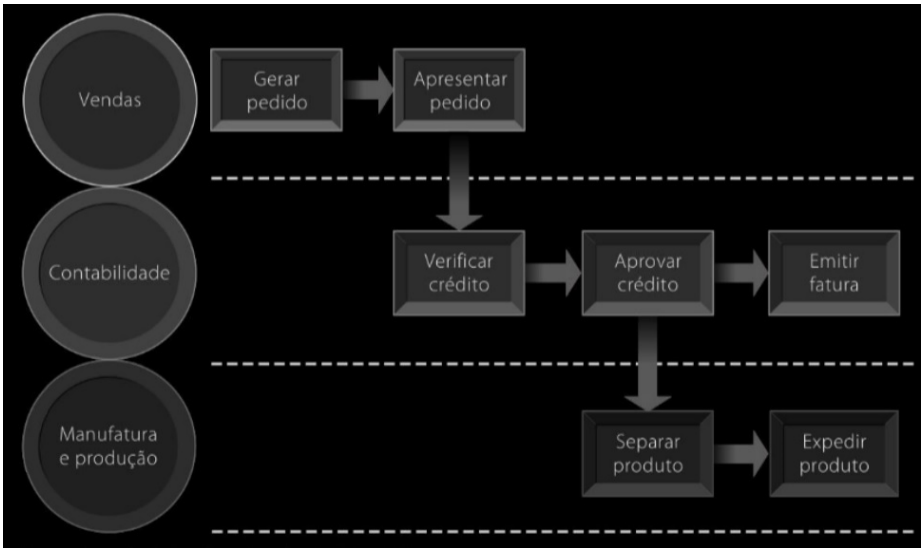 Vendas
Gerar
pedido
Apresentar
pedido
Contabilidade
Verificar
crédito
Aprovar
crédito
Emitir
fatura
Manufatura
e produção
Separar
produto
Expedir
produto